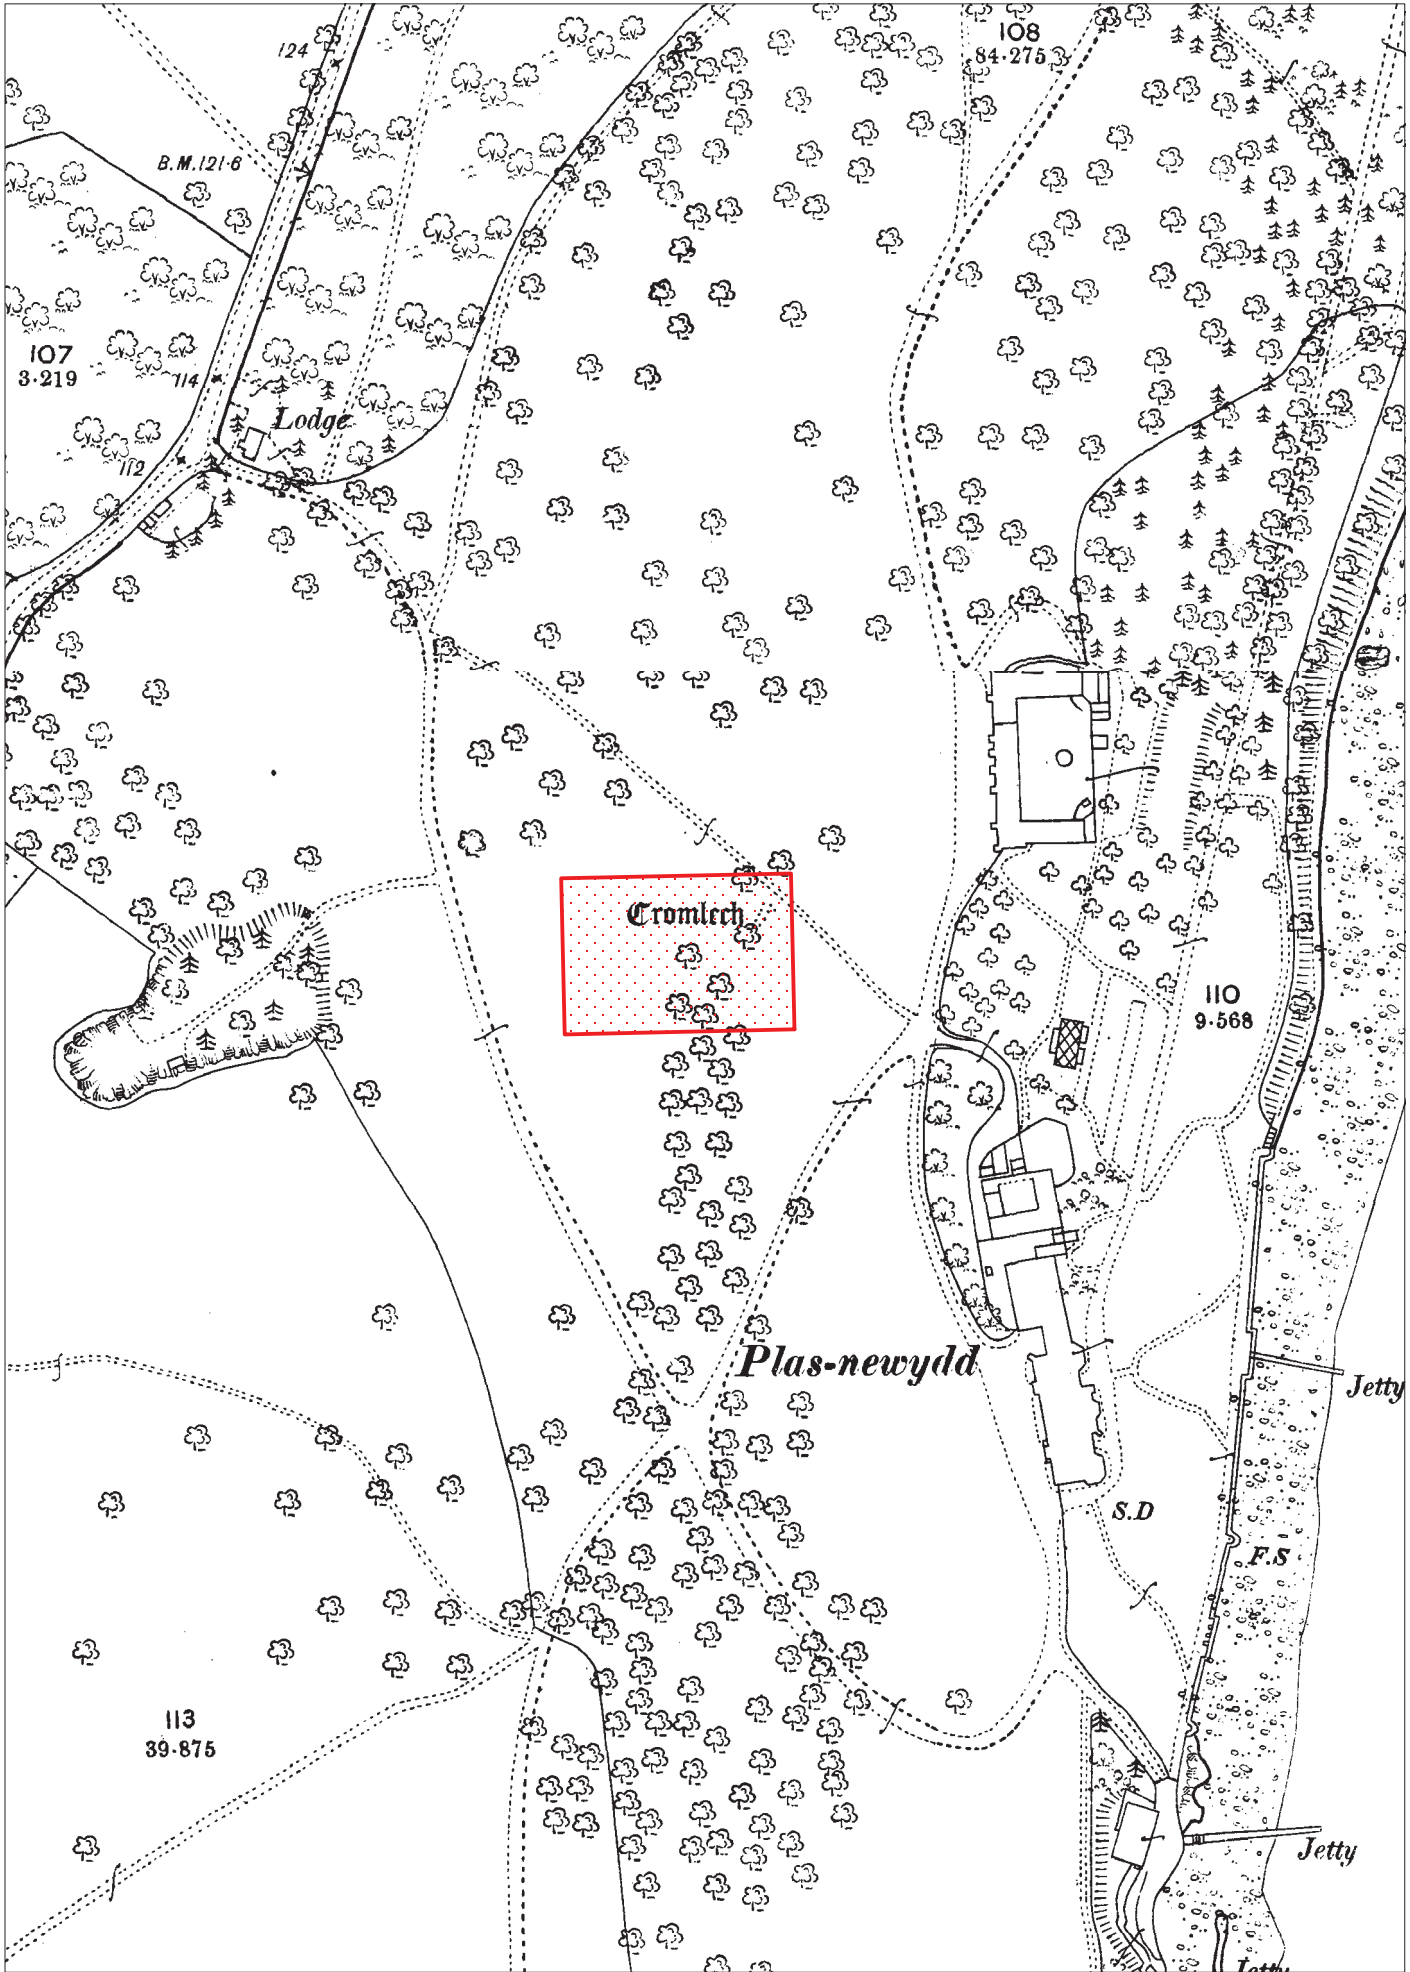 124
108
84·275
B.M.121·6
107
3·219
114
Lodge
112
Cromlech
110
9·568
Plas-newydd
Jetty
S.D
F.S
113
39·875
Jetty
Jetty